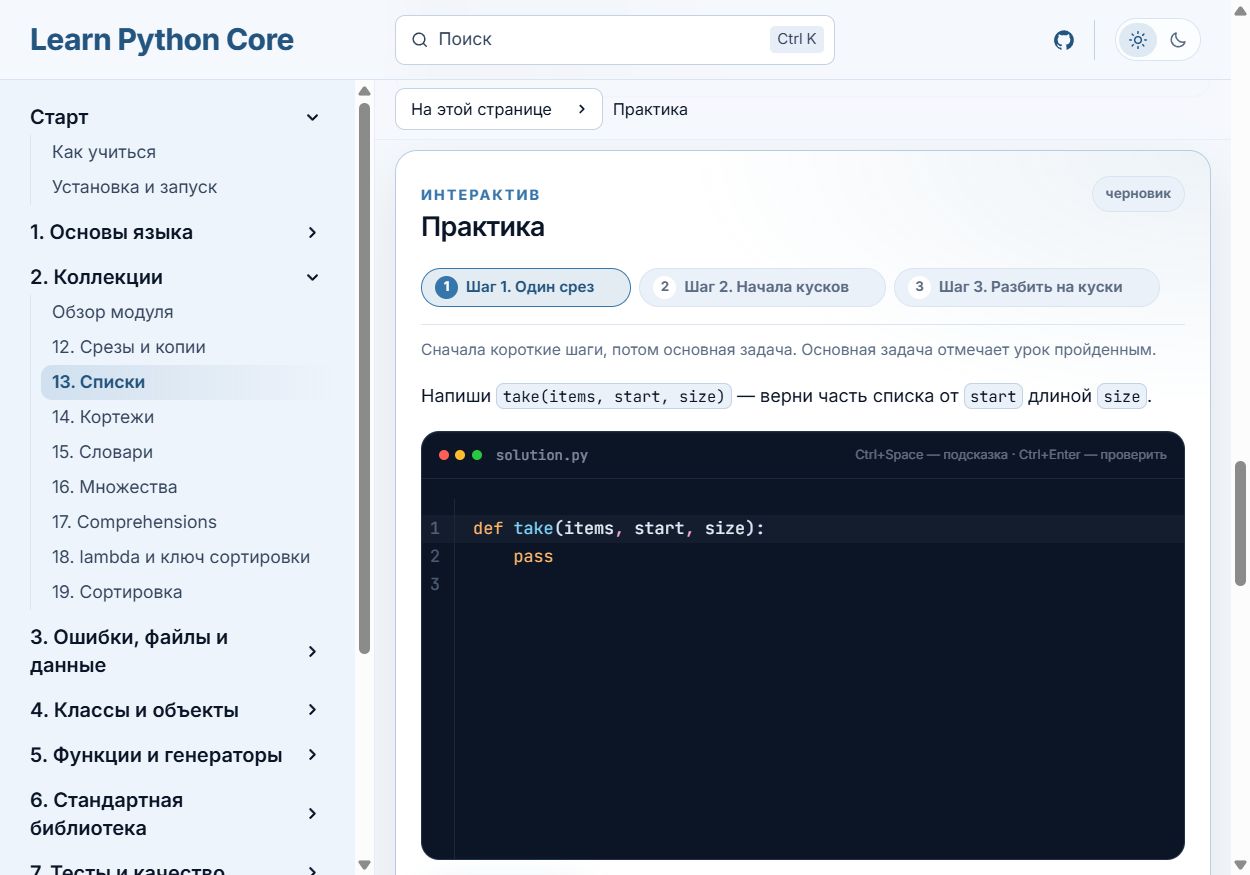 Learn Python Core
Поиск
Ctrl K
Старт
Как учиться
Установка и запуск
1. Основы языка
2. Коллекции
Обзор модуля
12. Срезы и копии
13. Списки
14. Кортежи
15. Словари
16. Множества
17. Comprehensions
18. lambda и ключ сортировки
19. Сортировка
3. Ошибки, файлы и
данные
4. Классы и объекты
5. Функции и генераторы
6. Стандартная
библиотека
7. Тесты и качество
На этой странице
Практика
ИНТЕРАКТИВ
черновик
Практика
1 Шаг 1. Один срез
2 Шаг 2. Начала кусков
3 Шаг 3. Разбить на куски
Сначала короткие шаги, потом основная задача. Основная задача отмечает урок пройденным.
Напиши take(items, start, size) — верни часть списка от start длиной size.
solution.py
Ctrl+Space — подсказка · Ctrl+Enter — проверить
1 def take(items, start, size):
2     pass
3